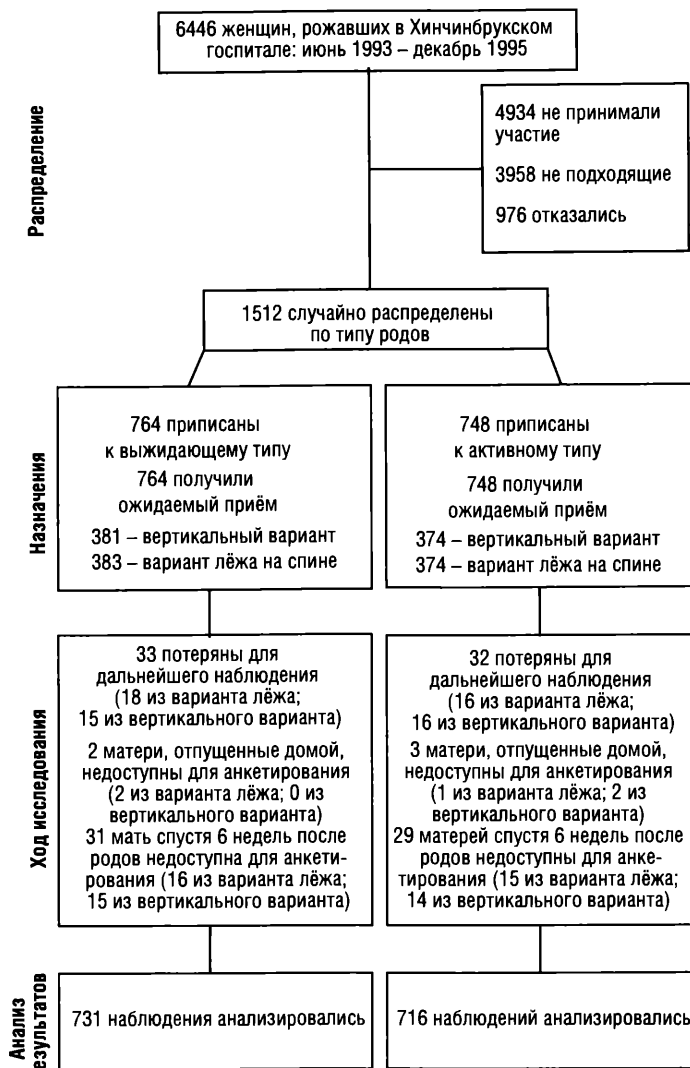 6446 женщин, рожавших в Хинчинбрукском
госпитале: июнь 1993 – декабрь 1995
Распределение
4934 не принимали
участие
3958 не подходящие
976 отказались
1512 случайно распределены
по типу родов
Назначения
764 приписаны
к выжидающему типу
764 получили
ожидаемый приём
381 – вертикальный вариант
383 – вариант лёжа на спине
748 приписаны
к активному типу
748 получили
ожидаемый приём
374 – вертикальный вариант
374 – вариант лёжа на спине
Ход исследования
33 потеряны для
дальнейшего наблюдения
(18 из варианта лёжа;
15 из вертикального варианта)
2 матери, отпущенные домой,
недоступны для анкетирования
(2 из варианта лёжа; 0 из
вертикального варианта)
31 мать спустя 6 недель после
родов недоступна для анкети-
рования (16 из варианта лёжа;
15 из вертикального варианта)
32 потеряны для
дальнейшего наблюдения
(16 из варианта лёжа;
16 из вертикального варианта)
3 матери, отпущенные домой,
недоступны для анкетирования
(1 из варианта лёжа; 2 из
вертикального варианта)
29 матерей спустя 6 недель после
родов недоступны для анке-
тирования (15 из варианта лёжа;
14 из вертикального варианта)
Анализ
езультатов
731 наблюдения анализировались
716 наблюдений анализировались